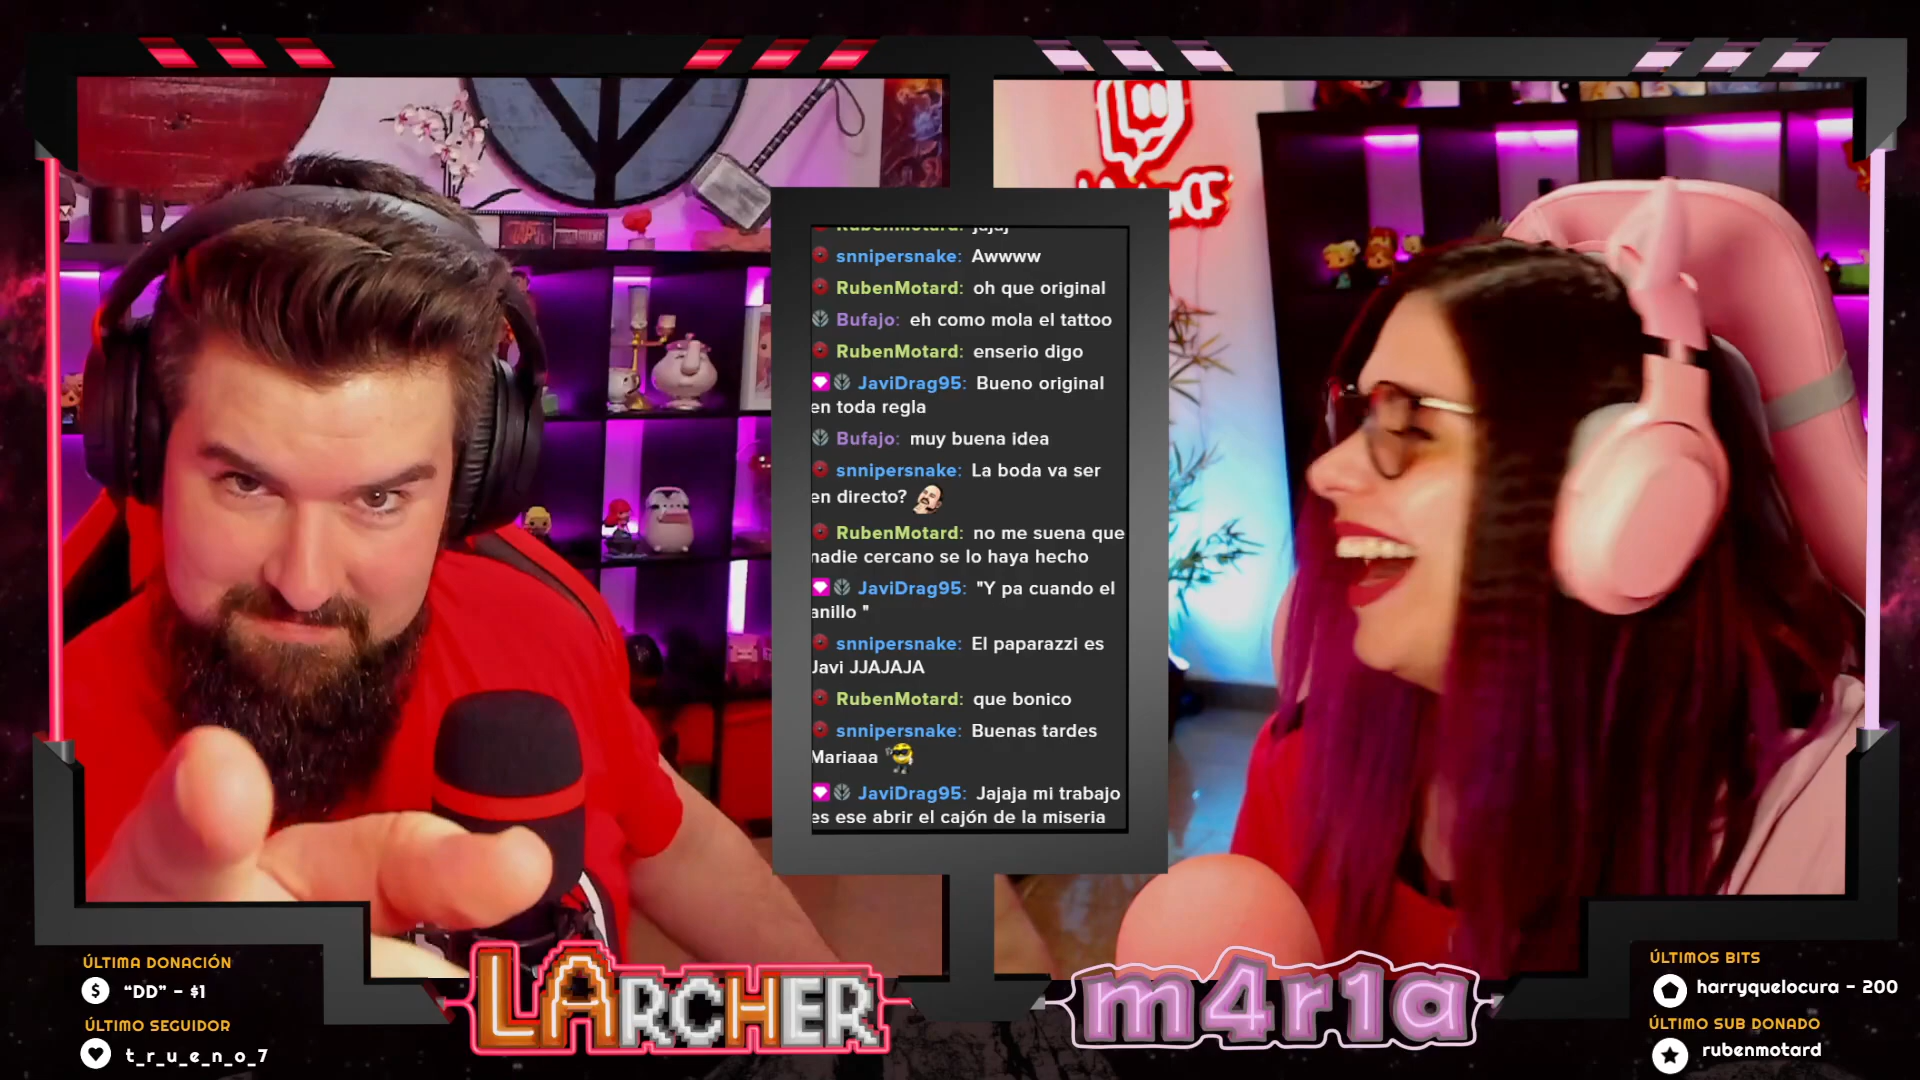 RubenMotard: jajaj
snnipersnake: Awwww
RubenMotard: oh que original
Bufajo: eh como mola el tattoo
RubenMotard: enserio digo
JaviDrag95: Bueno original
en toda regla
Bufajo: muy buena idea
snnipersnake: La boda va ser
en directo?
RubenMotard: no me suena que
nadie cercano se lo haya hecho
JaviDrag95: "Y pa cuando el
anillo "
snnipersnake: El paparazzi es
Javi JJAJAJA
RubenMotard: que bonico
snnipersnake: Buenas tardes
Mariaaa
JaviDrag95: Jajaja mi trabajo
es ese abrir el cajón de la miseria
ÚLTIMA DONACIÓN
$ “DD” - $1
ÚLTIMO SEGUIDOR
t_r_u_e_n_o_7
LARCHER
m4r1a
ÚLTIMOS BITS
harryquelocura - 200
ÚLTIMO SUB DONADO
rubenmotard